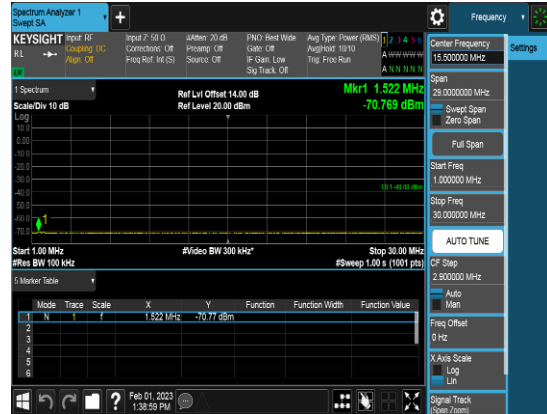 Spectrum Analyzer 1
Swept SA
Frequency
KEYSIGHT
Input: RF
Coupling: DC
Align: Off
Input Z: 50 Ω
Corrections: Off
Freq Ref: Int (S)
#Atten: 20 dB
Preamp: Off
Source: Off
PNO: Best Wide
Gate: Off
IF Gain: Low
Sig Track: Off
Avg Type: Power (RMS)
Avg|Hold: 10/10
Trig: Free Run
1 2 3 4 5 6
A W W W W W
A N N N N N
RL
LM
1 Spectrum
Scale/Div 10 dB
Ref Lvl Offset 14.00 dB
Ref Level 20.00 dBm
Mkr1 1.522 MHz
-70.769 dBm
Log
10.0
0.00
-10.0
-20.0
-30.0
-40.0
-50.0
-60.0
-70.0
DL1 -40.00 dBm
1
Start 1.00 MHz
#Res BW 100 kHz
#Video BW 300 kHz*
Stop 30.00 MHz
#Sweep 1.00 s (1001 pts)
5 Marker Table
Mode Trace Scale X Y Function Function Width Function Value
1 N 1 f 1.522 MHz -70.77 dBm
2
3
4
5
6
Feb 01, 2023
1:38:59 PM
Center Frequency
15.500000 MHz
Settings
Span
29.0000000 MHz
Swept Span
Zero Span
Full Span
Start Freq
1.000000 MHz
Stop Freq
30.000000 MHz
AUTO TUNE
CF Step
2.900000 MHz
Auto
Man
Freq Offset
0 Hz
X Axis Scale
Log
Lin
Signal Track
(Span Zoom)